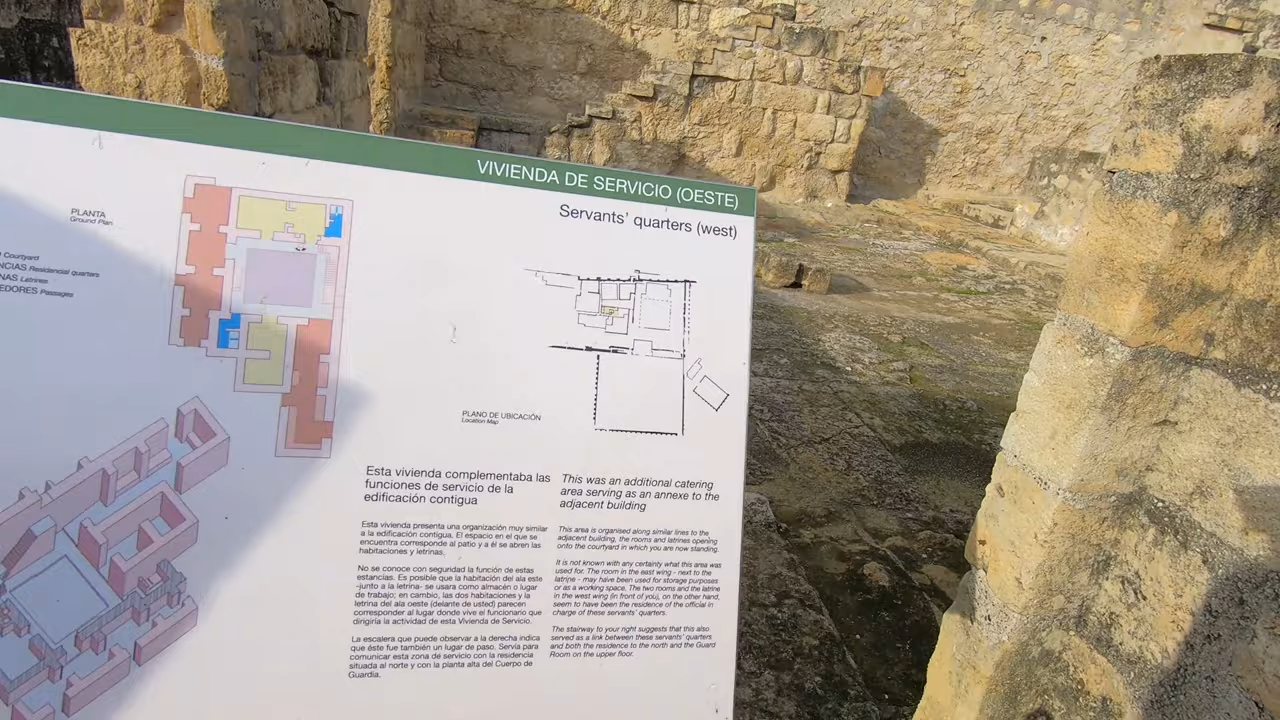 VIVIENDA DE SERVICIO (OESTE)
Servants' quarters (west)
PLANTA
Ground Plan
Courtyard
NCIAS Residencial quarters
NAS Latrines
EDORES Passages
PLANO DE UBICACIÓN
Location Map
Esta vivienda complementaba las
funciones de servicio de la
edificación contigua
Esta vivienda presenta una organización muy similar
a la edificación contigua. El espacio en el que se
encuentra corresponde al patio y a él se abren las
habitaciones y letrinas.
No se conoce con seguridad la función de estas
estancias. Es posible que la habitación del ala este
-junto a la letrina- se usara como almacén o lugar
de trabajo; en cambio, las dos habitaciones y la
letrina del ala oeste (delante de usted) parecen
corresponder al lugar donde vive el funcionario que
dirigiría la actividad de esta Vivienda de Servicio.
La escalera que puede observar a la derecha indica
que éste fue también un lugar de paso. Servía para
comunicar esta zona de servicio con la residencia
situada al norte y con la planta alta del Cuerpo de
Guardia.
This was an additional catering
area serving as an annexe to the
adjacent building
This area is organised along similar lines to the
adjacent building, the rooms and latrines opening
onto the courtyard in which you are now standing.
It is not known with any certainty what this area was
used for. The room in the east wing - next to the
latrine - may have been used for storage purposes
or as a working space. The two rooms and the latrine
in the west wing (in front of you), on the other hand,
seem to have been the residence of the official in
charge of these servants' quarters.
The stairway to your right suggests that this also
served as a link between these servants' quarters
and both the residence to the north and the Guard
Room on the upper floor.